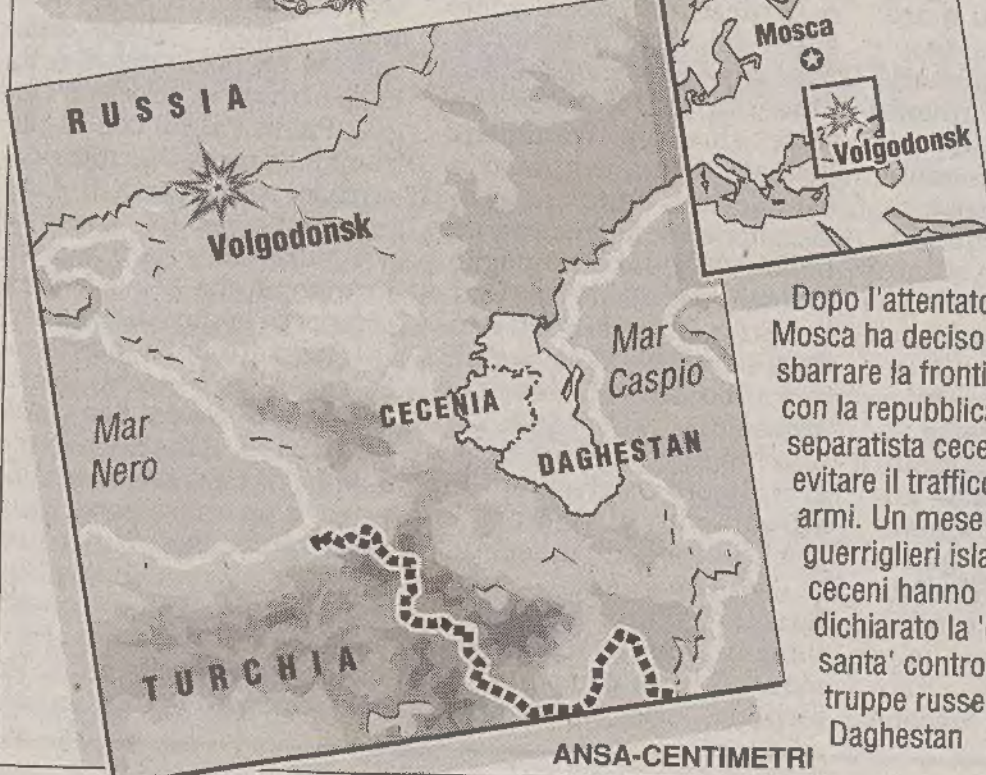 Mosca
Volgodonsk
RUSSIA
Volgodonsk
Mar
Nero
CECENIA
Mar
Caspio
DAGHESTAN
TURCHIA
Dopo l'attentato
Mosca ha deciso
sbarrare la fronti
con la repubblica
separatista cece
evitare il traffico
armi. Un mese
guerriglieri isla
ceceni hanno
dichiarato la '
santa' contro
truppe russe
Daghestan
ANSA-CENTIMETRI